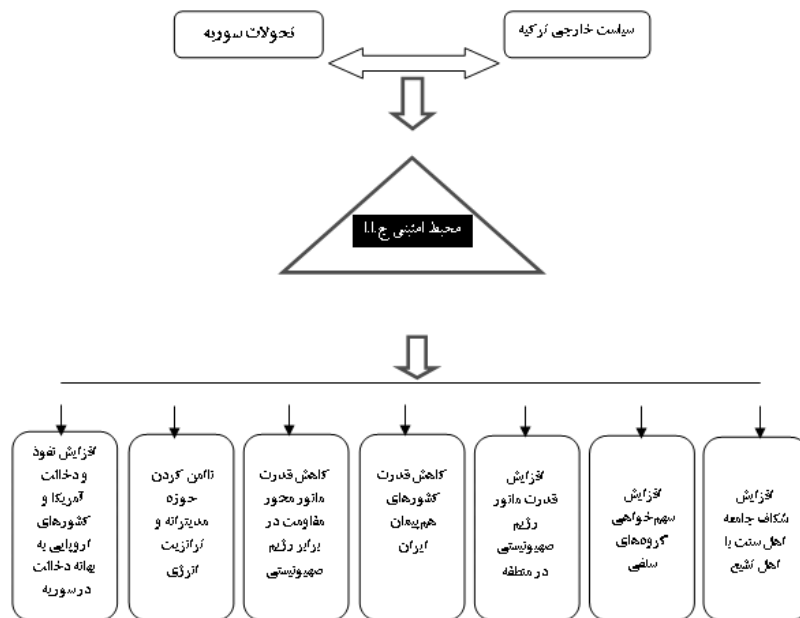 سیاست خارجی ترکیه
تحولات سوریه
محیط امنیتی ج.ا.ا
افزایش
شکاف جامعه
اهل سنت با
اهل تشیع
افزایش
سهم‌خواهی
گروه‌های
سلفی
افزایش
قدرت مانور
رژیم
صهیونیستی
در منطقه
کاهش قدرت
کشورهای
هم‌پیمان
ایران
کاهش قدرت
مانور محور
مقاومت در
برابر رژیم
صهیونیستی
ناامن کردن
حوزه
مدیترانه و
ترانزیت
انرژی
افزایش نفوذ
و دخالت
آمریکا و
کشورهای
اروپایی به
بهانه دخالت
در سوریه